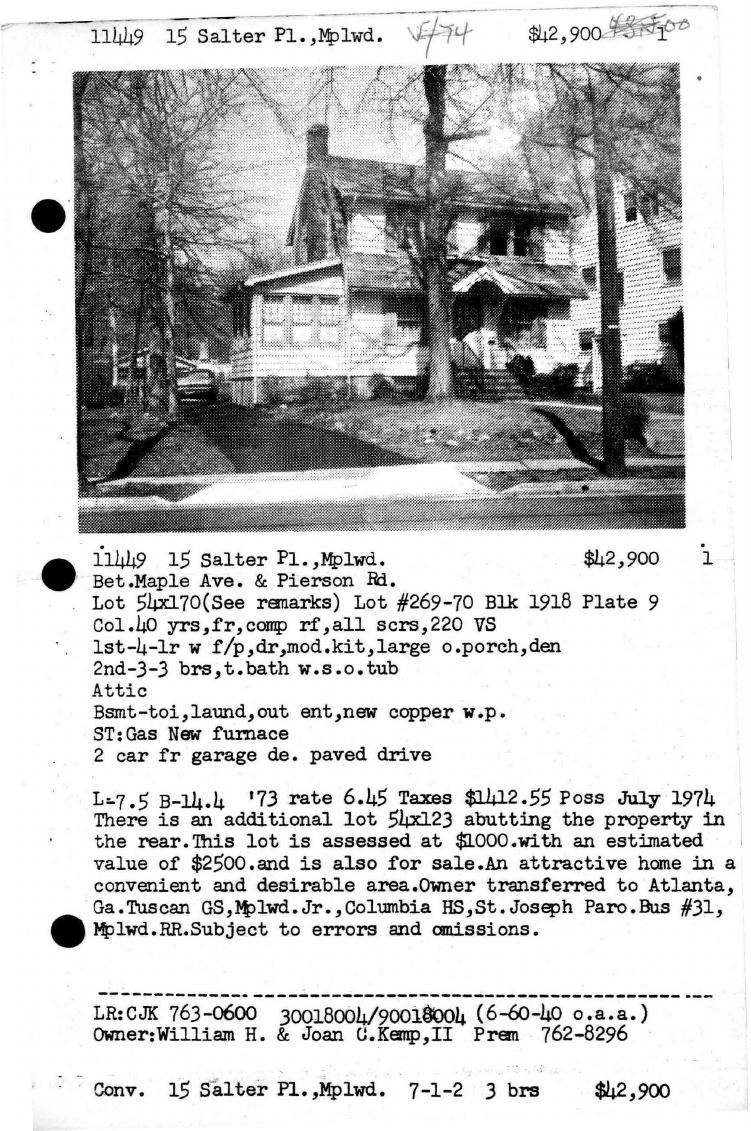 11449 15 Salter Pl.,Mplwd. $42,900 1
11449 15 Salter Pl.,Mplwd. $42,900 1
Bet.Maple Ave. & Pierson Rd.
Lot 54x170(See remarks) Lot #269-70 Blk 1918 Plate 9
Col.40 yrs,fr,comp rf,all scrs,220 VS
1st-4-lr w f/p,dr,mod.kit,large o.porch,den
2nd-3-3 brs,t.bath w.s.o.tub
Attic
Bsmt-toi,laund,out ent,new copper w.p.
ST:Gas New furnace
2 car fr garage de. paved drive
L-7.5 B-14.4 '73 rate 6.45 Taxes $1412.55 Poss July 1974
There is an additional lot 54x123 abutting the property in
the rear.This lot is assessed at $1000.with an estimated
value of $2500.and is also for sale.An attractive home in a
convenient and desirable area.Owner transferred to Atlanta,
Ga.Tuscan GS,Mplwd.Jr.,Columbia HS,St.Joseph Paro.Bus #31,
Mplwd.RR.Subject to errors and omissions.
LR:CJK 763-0600 30018004/90018004 (6-60-40 o.a.a.)
Owner:William H. & Joan C.Kemp,II Prem 762-8296
Conv. 15 Salter Pl.,Mplwd. 7-1-2 3 brs $42,900